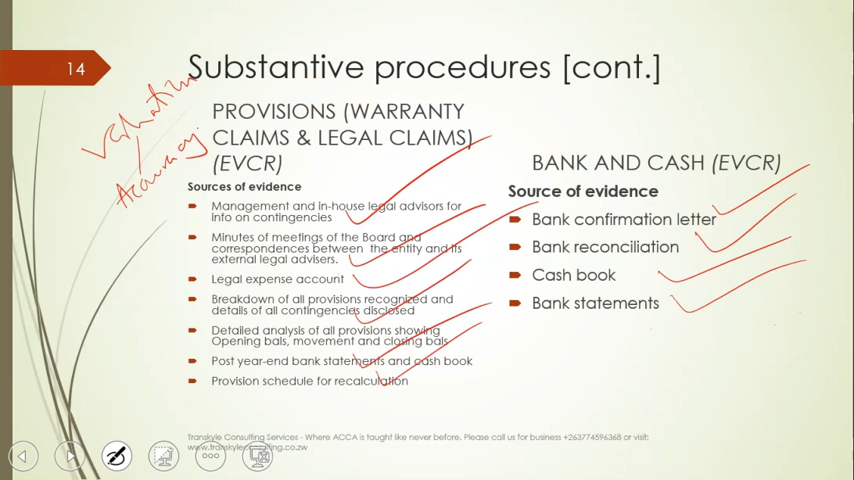 14
Substantive procedures [cont.]
Valuation
Accuracy.
PROVISIONS (WARRANTY
CLAIMS & LEGAL CLAIMS)
(EVCR)
Sources of evidence
Management and in-house legal advisors for
info on contingencies
Minutes of meetings of the Board and
correspondences between the entity and its
external legal advisers.
Legal expense account
Breakdown of all provisions recognized and
details of all contingencies disclosed
Detailed analysis of all provisions showing
Opening bals, movement and closing bals
Post year-end bank statements and cash book
Provision schedule for recalculation
BANK AND CASH (EVCR)
Source of evidence
Bank confirmation letter
Bank reconciliation
Cash book
Bank statements
Transkyle Consulting Services - Where ACCA is taught like never before. Please call us for business +263774596368 or visit:
www.transkyleconsulting.co.zw